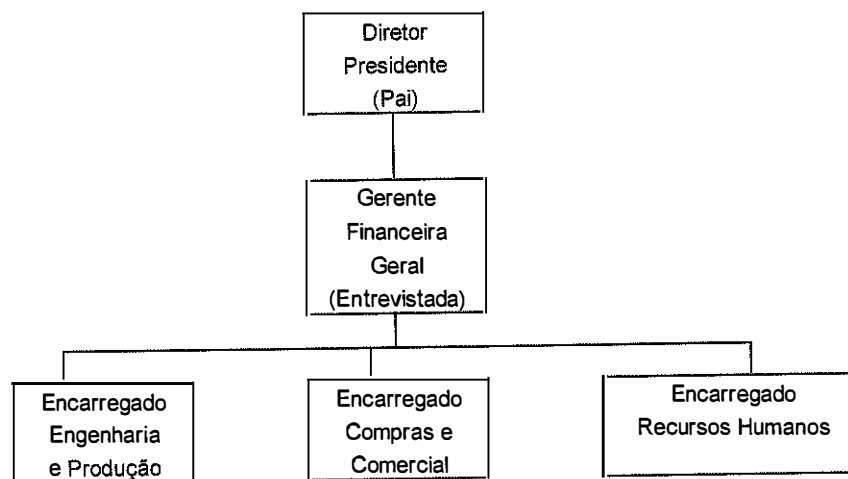 Diretor
Presidente
(Pai)
Gerente
Financeira
Geral
(Entrevistada)
Encarregado
Engenharia
e Produção
Encarregado
Compras e
Comercial
Encarregado
Recursos Humanos